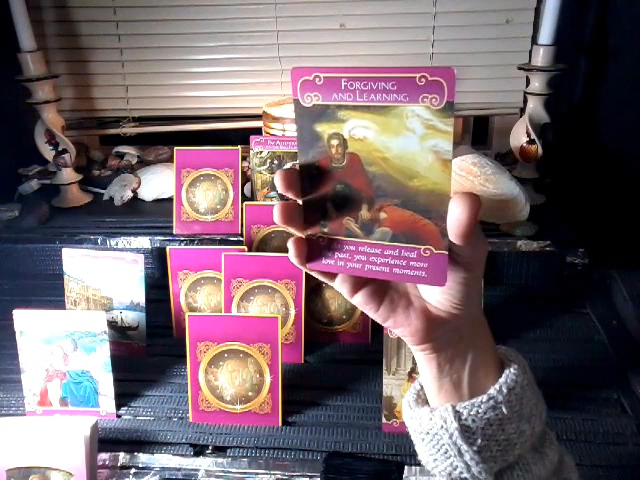 FORGIVING
AND LEARNING
you release and heal
past, you experience more
love in your present moments.